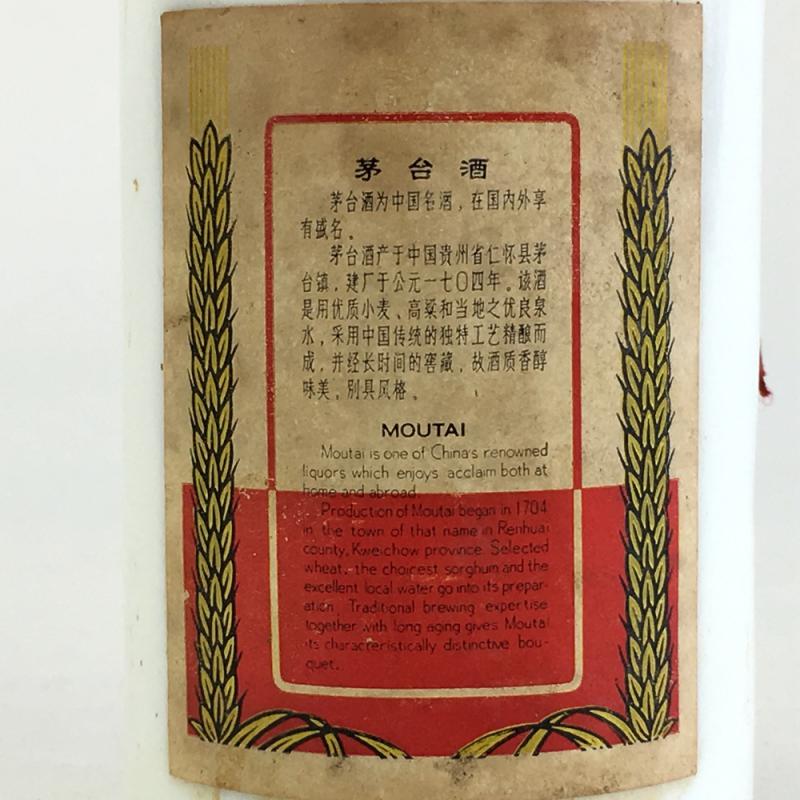 茅台酒
茅台酒为中国名酒，在国内外享
有盛名。
茅台酒产于中国贵州省仁怀县茅
台镇，建厂于公元一七〇四年。该酒
是用优质小麦、高粱和当地之优良泉
水，采用中国传统的独特工艺精酿而
成，并经长时间的窖藏，故酒质香醇
味美，别具风格。
MOUTAI
Moutai is one of China's renowned
liquors which enjoys acclaim both at
home and abroad.
Production of Moutai began in 1704
in the town of that name in Renhuai
county, Kweichow province. Selected
wheat, the choicest sorghum and the
excellent local water go into its prepar-
ation. Traditional brewing expertise
together with long aging gives Moutai
its characteristically distinctive bou-
quet.